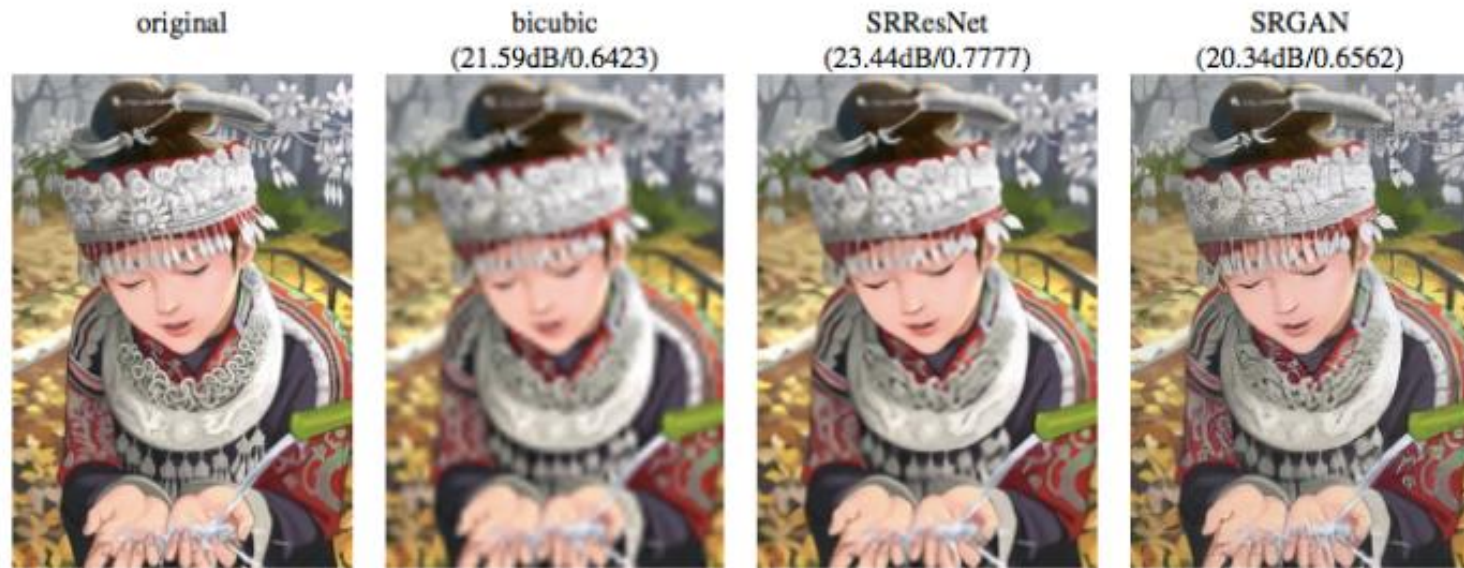 original
bicubic
(21.59dB/0.6423)
SRResNet
(23.44dB/0.7777)
SRGAN
(20.34dB/0.6562)